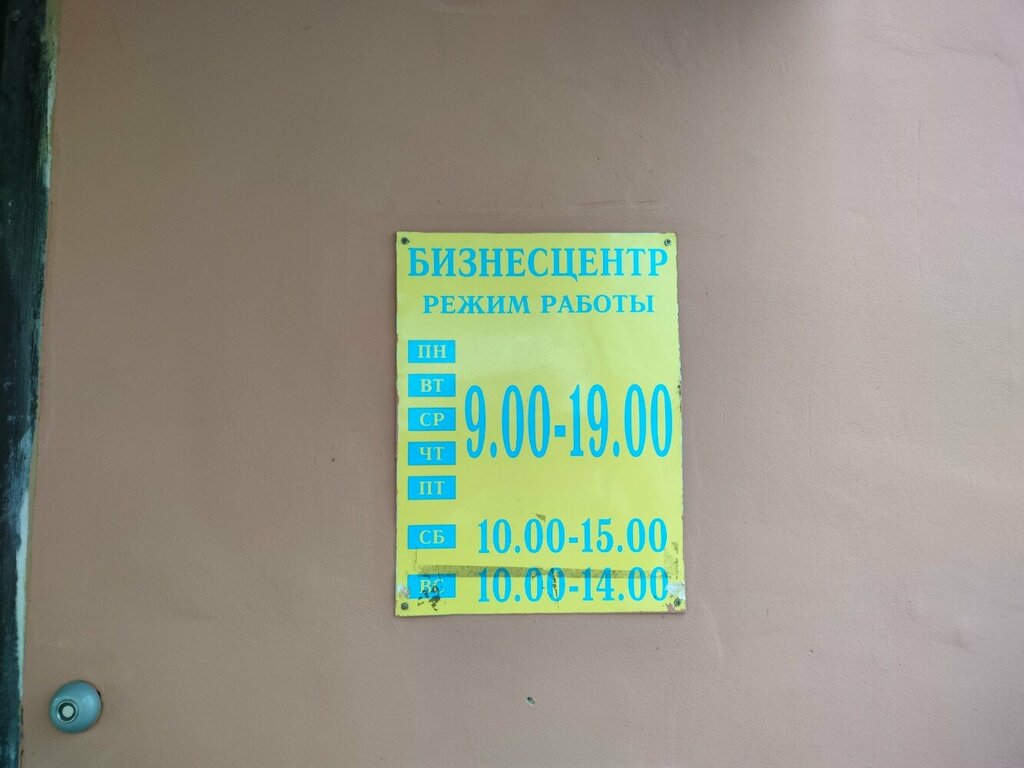 БИЗНЕСЦЕНТР
РЕЖИМ РАБОТЫ
ПН
ВТ
СР
9.00-19.00
ЧТ
ПТ
СБ 10.00-15.00
ВС 10.00-14.00